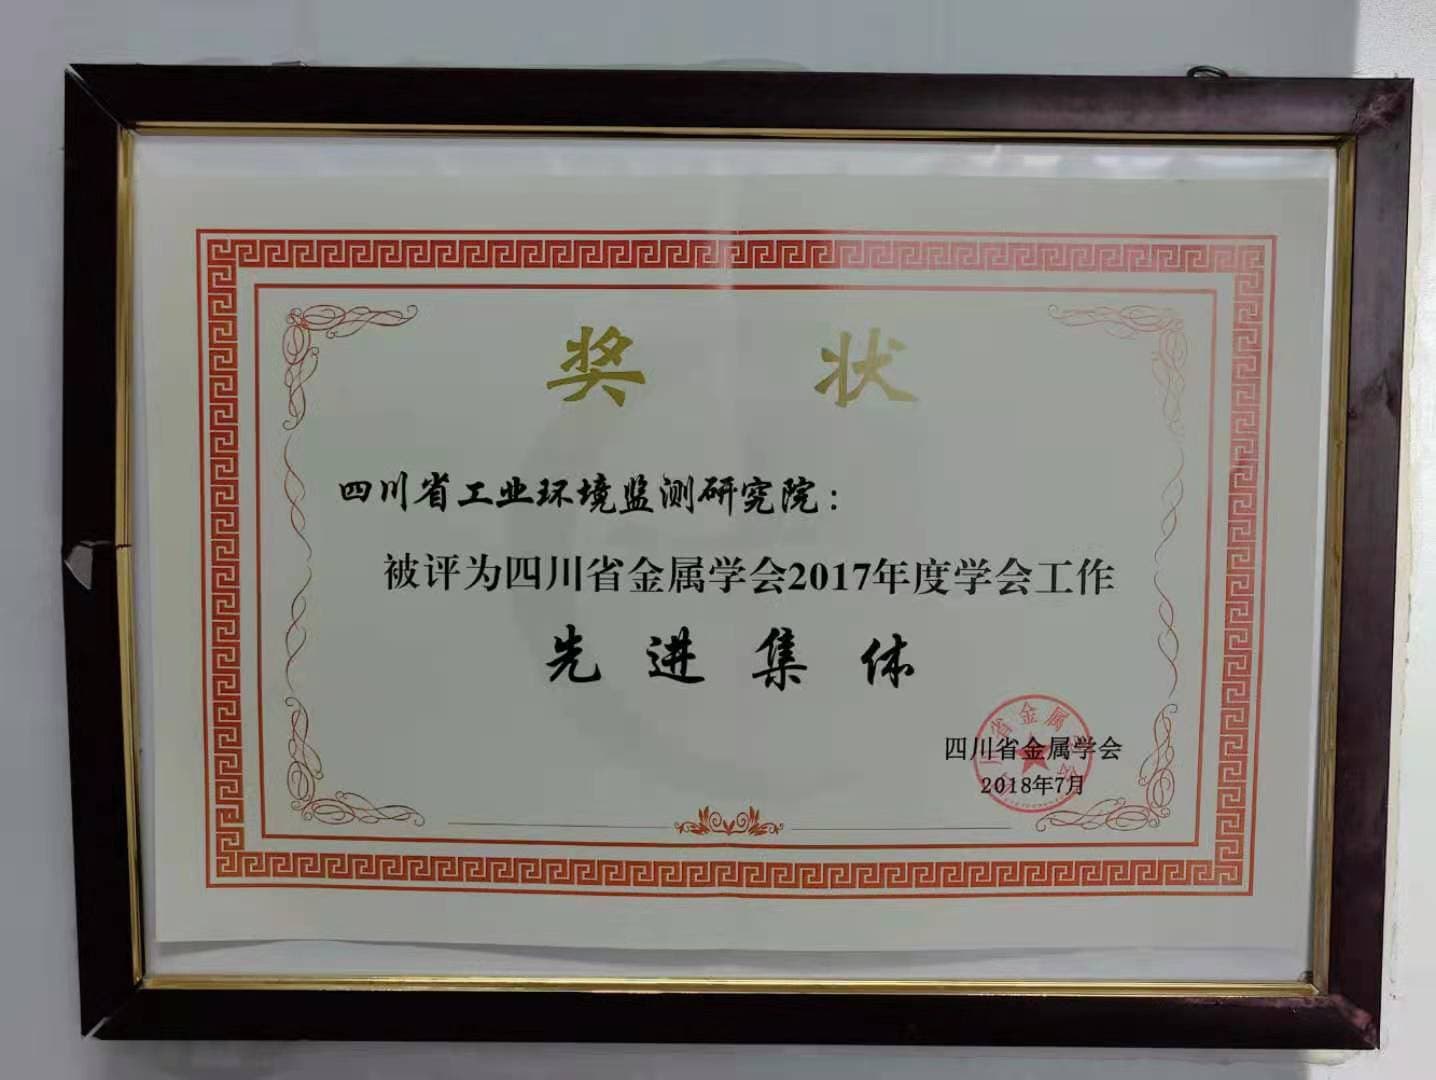 奖状
四川省工业环境监测研究院：
被评为四川省金属学会2017年度学会工作
先进集体
四川省金属学会
2018年7月